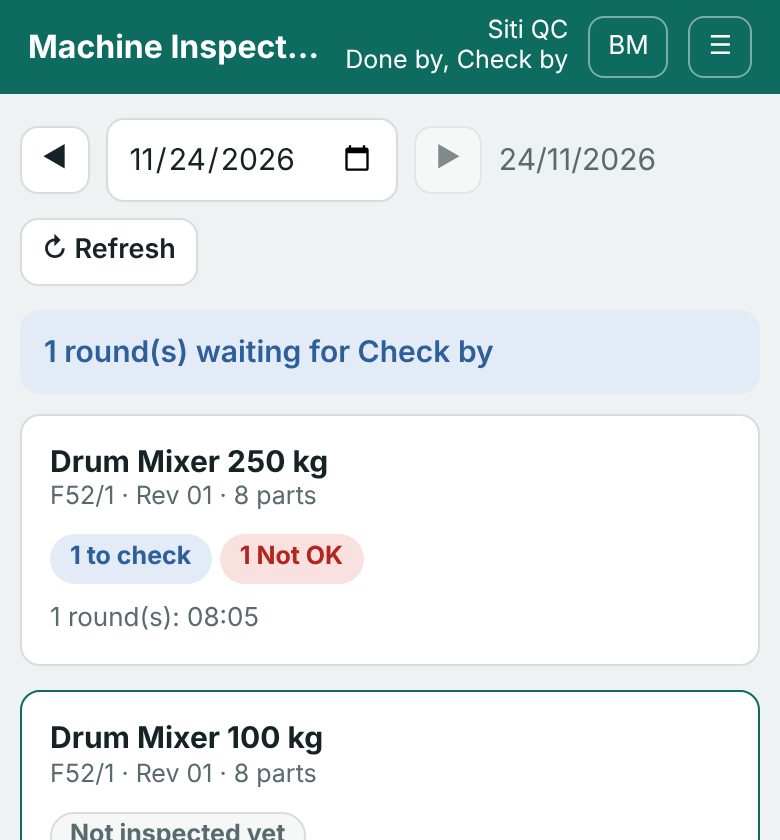 Machine Inspect...
Siti QC
Done by, Check by
BM
☰
◀ 11/24/2026 ▶ 24/11/2026
↻ Refresh
1 round(s) waiting for Check by
Drum Mixer 250 kg
F52/1 · Rev 01 · 8 parts
1 to check 1 Not OK
1 round(s): 08:05
Drum Mixer 100 kg
F52/1 · Rev 01 · 8 parts
Not inspected yet